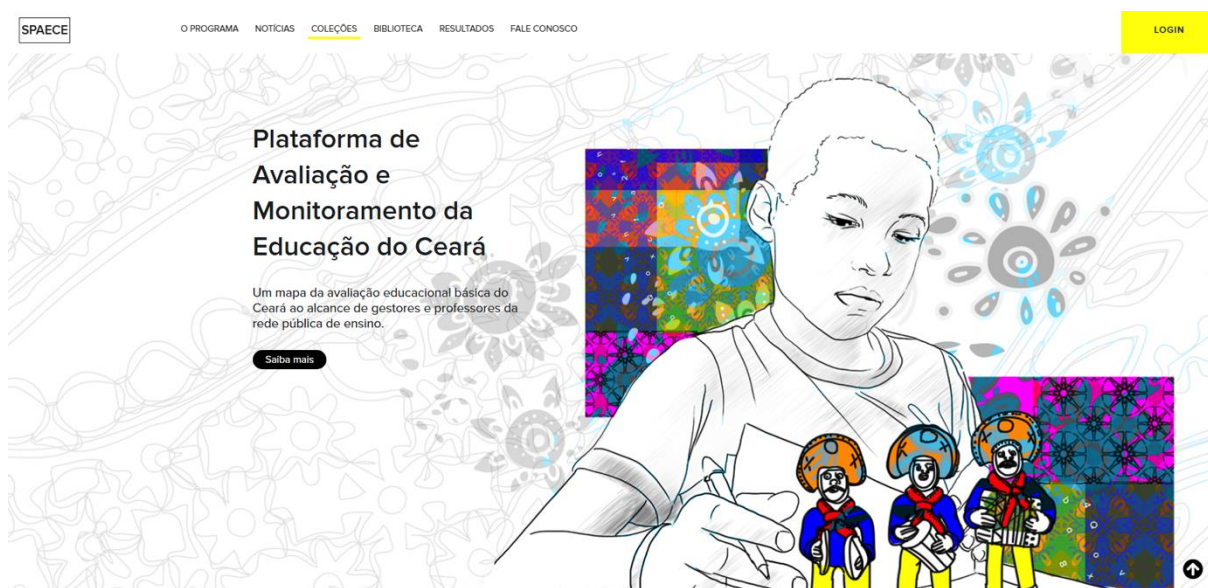 SPAECE
O PROGRAMA NOTÍCIAS COLEÇÕES BIBLIOTECA RESULTADOS FALE CONOSCO
LOGIN
Plataforma de
Avaliação e
Monitoramento da
Educação do Ceará
Um mapa da avaliação educacional básica do
Ceará ao alcance de gestores e professores da
rede pública de ensino.
Saiba mais